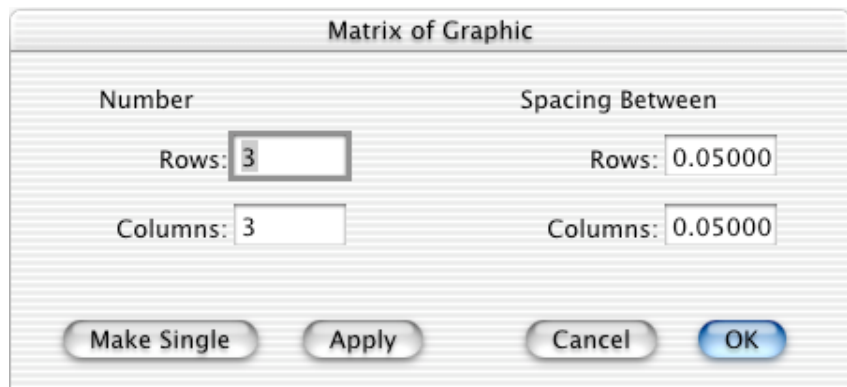 Matrix of Graphic
Number Spacing Between
Rows: 3 Rows: 0.05000
Columns: 3 Columns: 0.05000
Make Single Apply Cancel OK